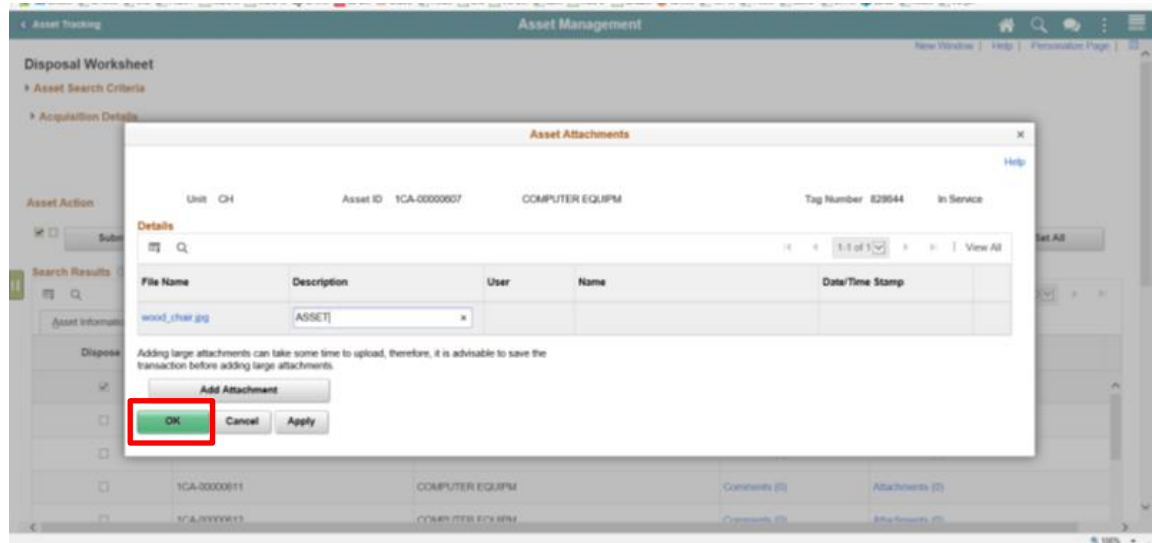 Asset Tracking
Asset Management
New Window | Help | Personalize Page |
Disposal Worksheet
Asset Search Criteria
Acquisition Details
Asset Attachments
Help
Unit CH Asset ID 1CA-00000607 COMPUTER EQUIPM Tag Number 828644 In Service
Asset Action
Details
1-1 of 1 | View All
Set All
Search Results
File Name Description User Name Date/Time Stamp
wood_chair.jpg ASSET
Dispose
Adding large attachments can take some time to upload, therefore, it is advisable to save the
transaction before adding large attachments.
Add Attachment
OK Cancel Apply
1CA-00000611 COMPUTER EQUIPM Comments (0) Attachments (0)
100%